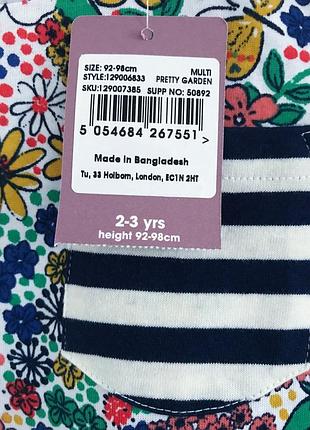 SIZE: 92-98cm MULTI
STYLE:129006833 PRETTY GARDEN
SKU:129007385 SUPP NO: 50892
5 054684 267551 >
Made in Bangladesh
Tu, 33 Holborn, London, EC1N 2HT
2-3 yrs
height 92-98cm